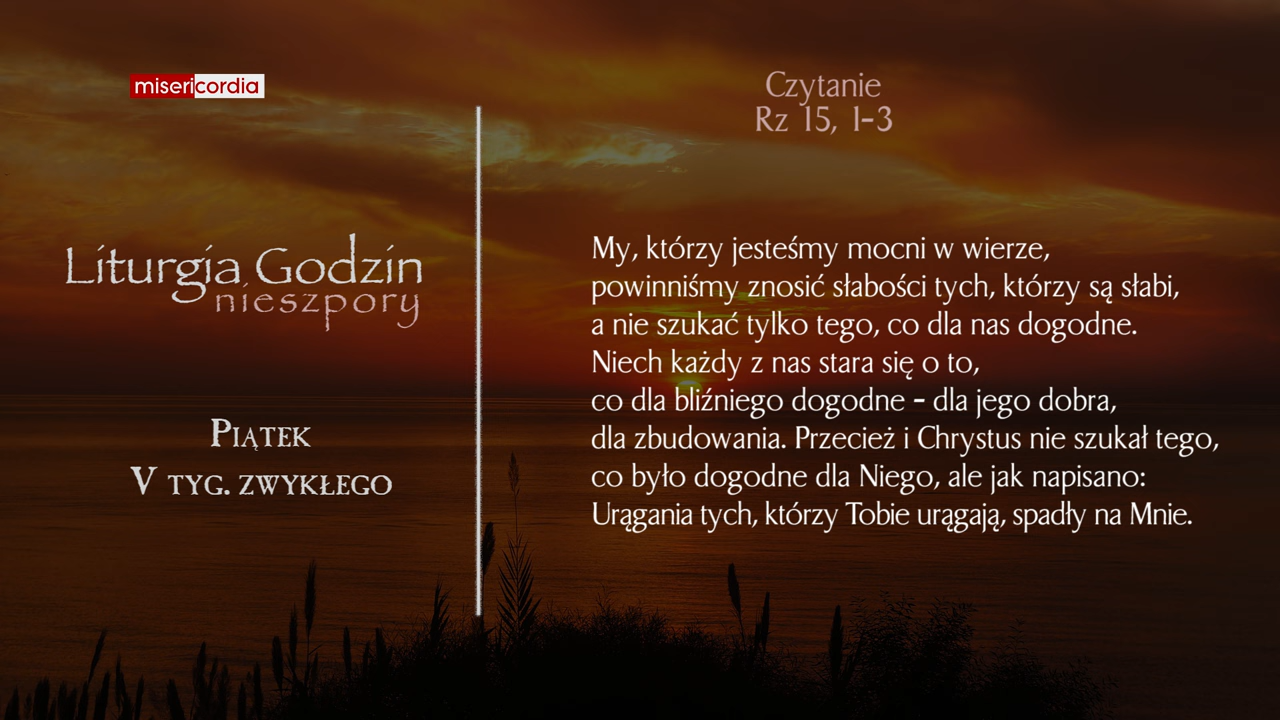 misericordia
Liturgia Godzin
nieszpory
Piątek
V tyg. zwykłego
Czytanie
Rz 15, 1-3
My, którzy jesteśmy mocni w wierze,
powinniśmy znosić słabości tych, którzy są słabi,
a nie szukać tylko tego, co dla nas dogodne.
Niech każdy z nas stara się o to,
co dla bliźniego dogodne - dla jego dobra,
dla zbudowania. Przecież i Chrystus nie szukał tego,
co było dogodne dla Niego, ale jak napisano:
Urągania tych, którzy Tobie urągają, spadły na Mnie.